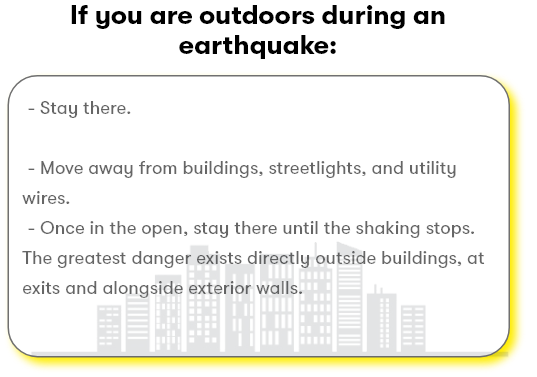 If you are outdoors during an
earthquake:
- Stay there.
- Move away from buildings, streetlights, and utility
wires.
- Once in the open, stay there until the shaking stops.
The greatest danger exists directly outside buildings, at
exits and alongside exterior walls.